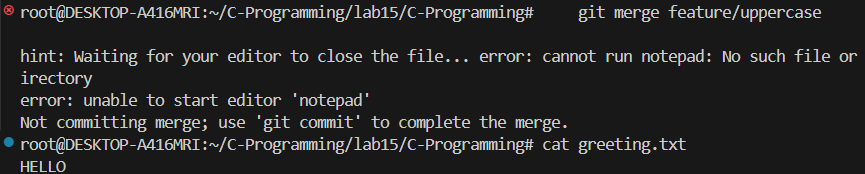 root@DESKTOP-A416MRI:~/C-Programming/lab15/C-Programming#     git merge feature/uppercase
hint: Waiting for your editor to close the file... error: cannot run notepad: No such file or
irectory
error: unable to start editor 'notepad'
Not committing merge; use 'git commit' to complete the merge.
root@DESKTOP-A416MRI:~/C-Programming/lab15/C-Programming# cat greeting.txt
HELLO